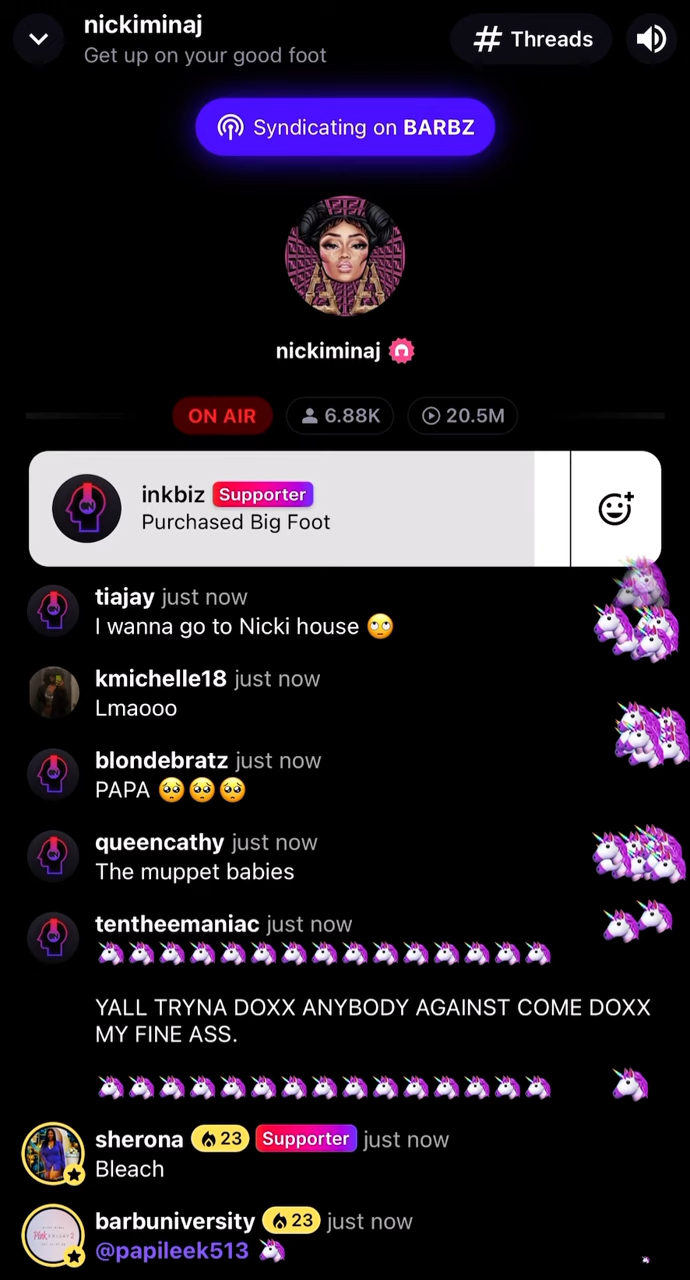 nickiminaj
Get up on your good foot
# Threads
Syndicating on BARBZ
nickiminaj
ON AIR
6.88K
20.5M
inkbiz Supporter
Purchased Big Foot
tiajay just now
I wanna go to Nicki house 🙄
kmichelle18 just now
Lmaooo
blondebratz just now
PAPA 🥺🥺🥺
queencathy just now
The muppet babies
tentheemaniac just now
🦄🦄🦄🦄🦄🦄🦄🦄🦄🦄🦄🦄🦄🦄🦄
YALL TRYNA DOXX ANYBODY AGAINST COME DOXX
MY FINE ASS.
🦄🦄🦄🦄🦄🦄🦄🦄🦄🦄🦄🦄🦄🦄🦄
sherona 23 Supporter just now
Bleach
barbuniversity 23 just now
@papileek513 🦄